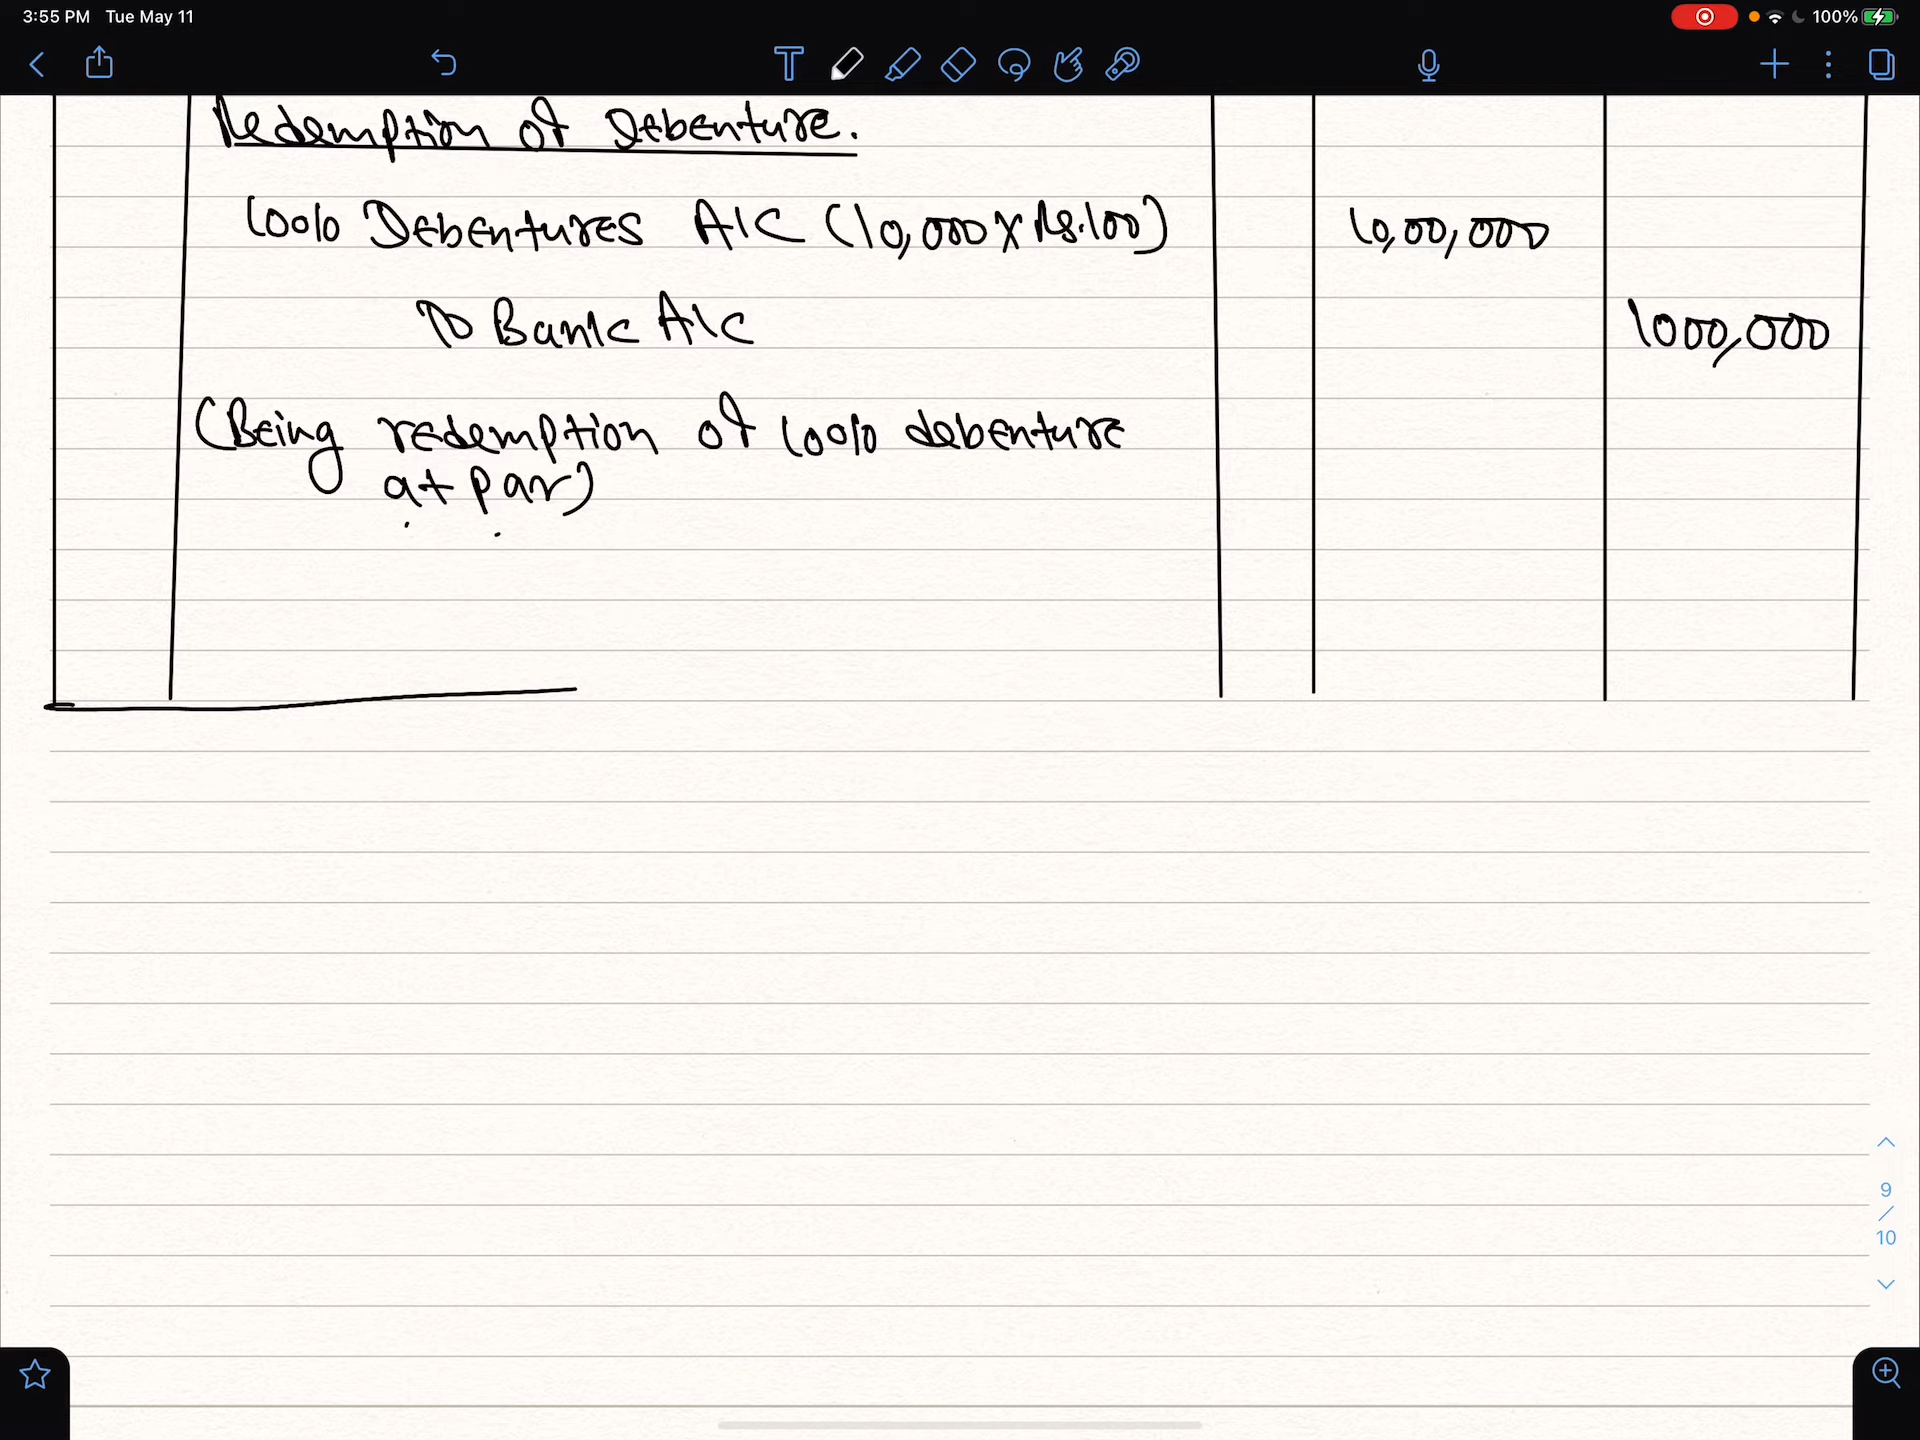 3:55 PM Tue May 11
100%
Redemption of Debenture.
10% Debentures A/C (10,000 X Rs.100) 10,00,000
To Bank A/C 1000,000
(Being redemption of 10% debenture
at par)
9
/
10